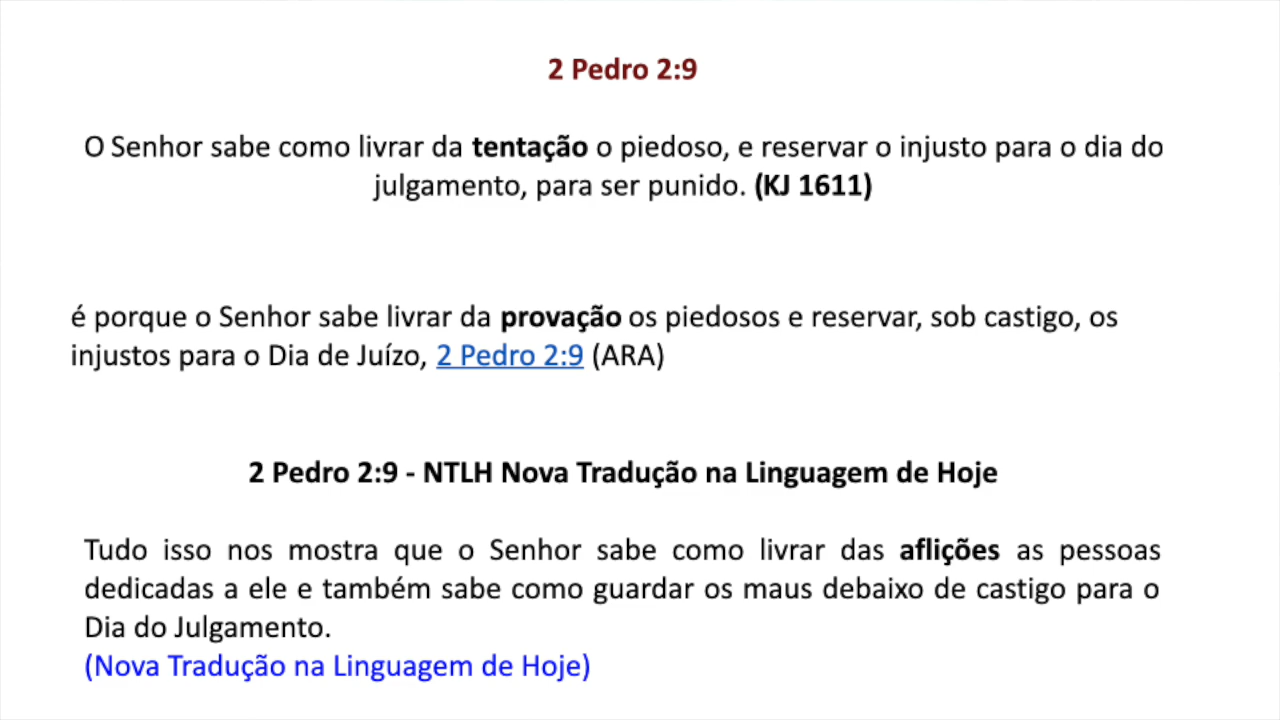 2 Pedro 2:9
O Senhor sabe como livrar da tentação o piedoso, e reservar o injusto para o dia do
julgamento, para ser punido. (KJ 1611)
é porque o Senhor sabe livrar da provação os piedosos e reservar, sob castigo, os
injustos para o Dia de Juízo, 2 Pedro 2:9 (ARA)
2 Pedro 2:9 - NTLH Nova Tradução na Linguagem de Hoje
Tudo isso nos mostra que o Senhor sabe como livrar das aflições as pessoas
dedicadas a ele e também sabe como guardar os maus debaixo de castigo para o
Dia do Julgamento.
(Nova Tradução na Linguagem de Hoje)